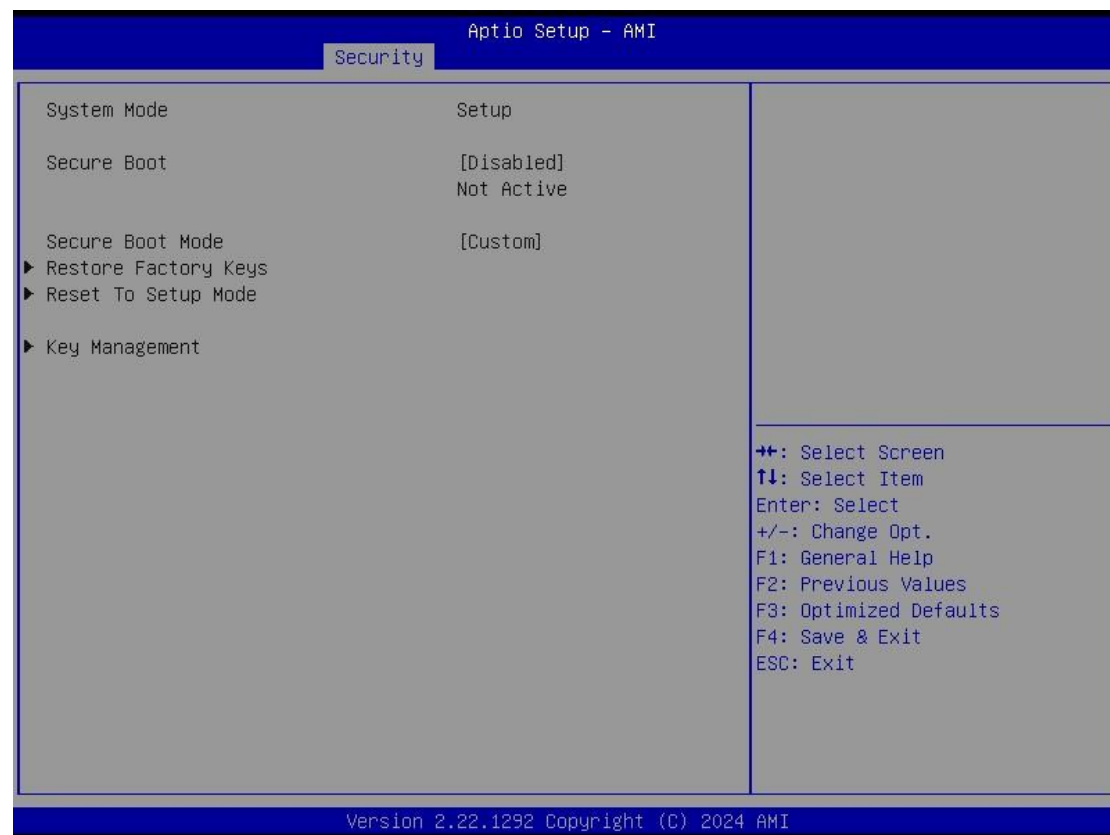 Aptio Setup – AMI
Security
System Mode Setup
Secure Boot [Disabled]
Not Active
Secure Boot Mode [Custom]
▶ Restore Factory Keys
▶ Reset To Setup Mode
▶ Key Management
→←: Select Screen
↑↓: Select Item
Enter: Select
+/-: Change Opt.
F1: General Help
F2: Previous Values
F3: Optimized Defaults
F4: Save & Exit
ESC: Exit
Version 2.22.1292 Copyright (C) 2024 AMI